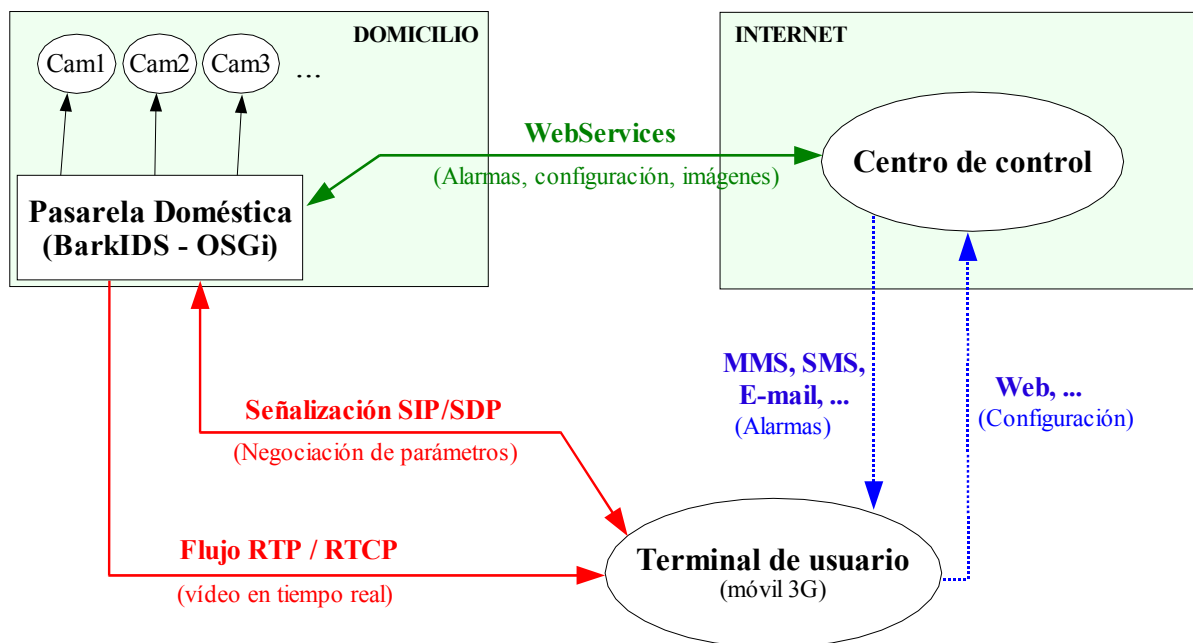 DOMICILIO
Cam1 Cam2 Cam3 ...
Pasarela Doméstica
(BarkIDS - OSGi)
WebServices
(Alarmas, configuración, imágenes)
INTERNET
Centro de control
MMS, SMS,
E-mail, ...
(Alarmas)
Web, ...
(Configuración)
Señalización SIP/SDP
(Negociación de parámetros)
Flujo RTP / RTCP
(vídeo en tiempo real)
Terminal de usuario
(móvil 3G)